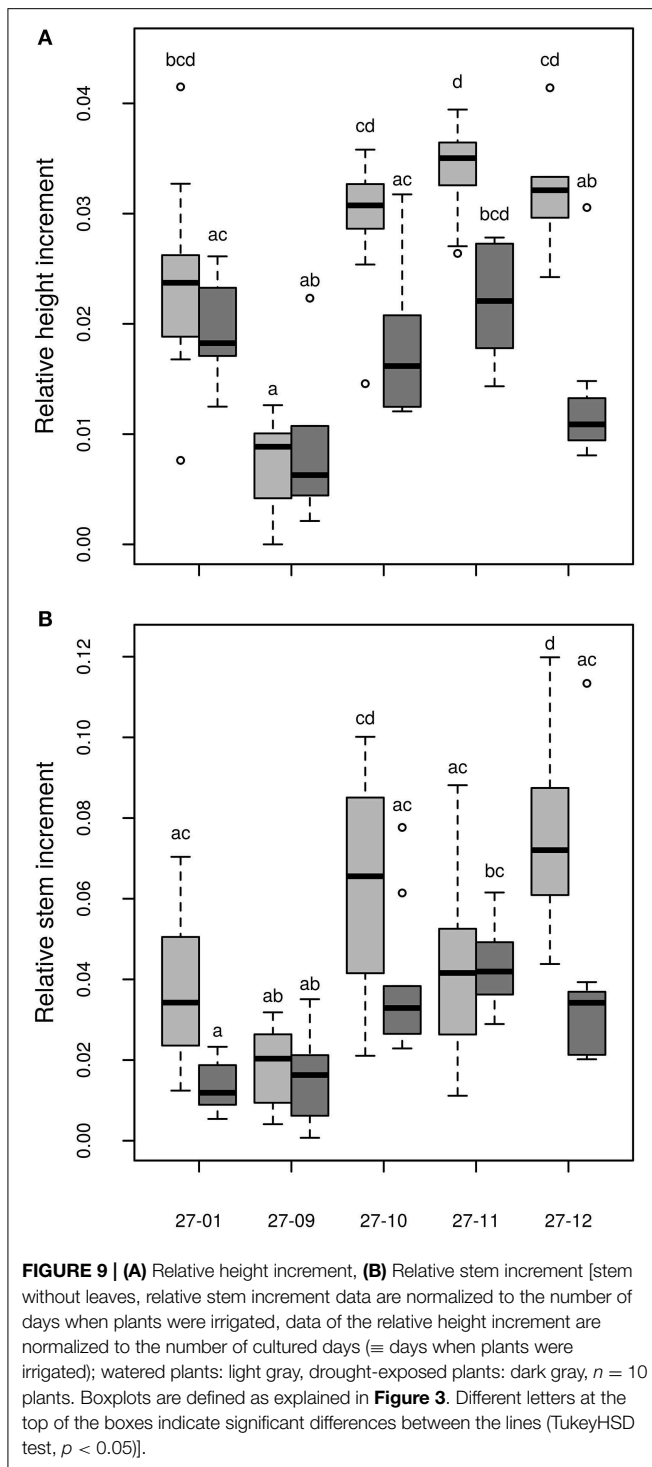 A
bcd
ac
a
ab
cd
ac
d
bcd
cd
ab
Relative height increment
0.04
0.03
0.02
0.01
0.00
B
ac
a
ab
ab
cd
ac
ac
bc
d
ac
Relative stem increment
0.12
0.10
0.08
0.06
0.04
0.02
0.00
27-01 27-09 27-10 27-11 27-12
FIGURE 9 | (A) Relative height increment, (B) Relative stem increment [stem
without leaves, relative stem increment data are normalized to the number of
days when plants were irrigated, data of the relative height increment are
normalized to the number of cultured days (≡ days when plants were
irrigated); watered plants: light gray, drought-exposed plants: dark gray, n = 10
plants. Boxplots are defined as explained in Figure 3. Different letters at the
top of the boxes indicate significant differences between the lines (TukeyHSD
test, p < 0.05)].